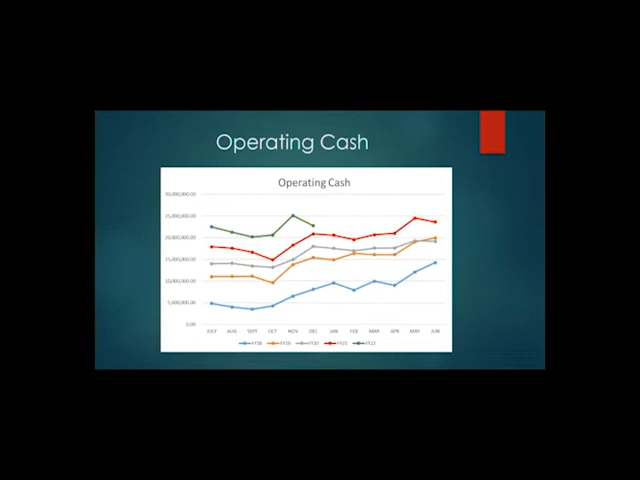 Operating Cash
Operating Cash
30,000,000.00
25,000,000.00
20,000,000.00
15,000,000.00
10,000,000.00
5,000,000.00
0.00
JULY AUG SEPT OCT NOV DEC JAN FEB MAR APR MAY JUN
FY18 FY19 FY20 FY21 FY22